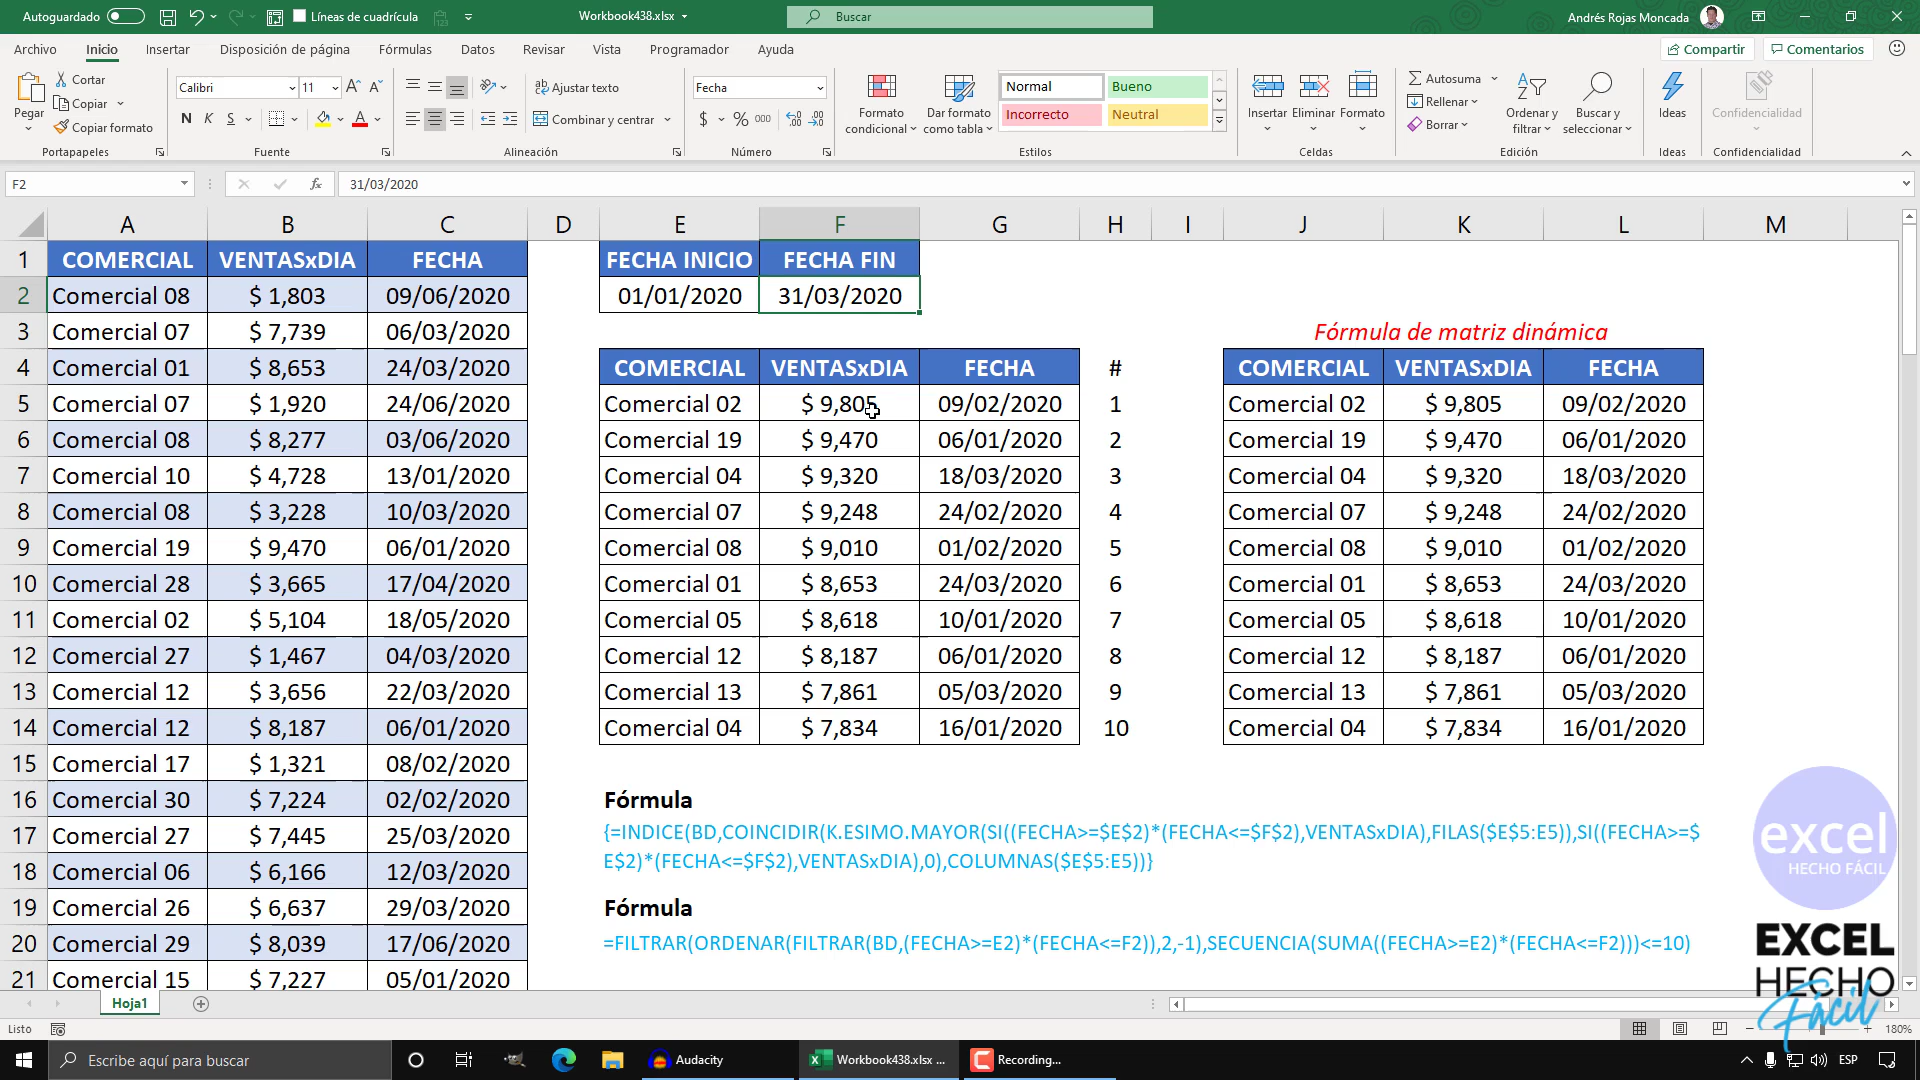 Autoguardado Líneas de cuadrícula Workbook438.xlsx Buscar Andrés Rojas Moncada
Archivo Inicio Insertar Disposición de página Fórmulas Datos Revisar Vista Programador Ayuda Compartir Comentarios
Pegar Cortar Copiar Copiar formato
Calibri 11 N K S
Ajustar texto Combinar y centrar
Fecha $ % 000
Formato condicional Dar formato como tabla
Normal Bueno Incorrecto Neutral
Insertar Eliminar Formato
Autosuma Rellenar Borrar
Ordenar y filtrar Buscar y seleccionar
Ideas Confidencialidad
Portapapeles Fuente Alineación Número Estilos Celdas Edición Ideas Confidencialidad
F2 fx 31/03/2020
A B C D E F G H I J K L M
1 COMERCIAL VENTASxDIA FECHA FECHA INICIO FECHA FIN
2 Comercial 08 $ 1,803 09/06/2020 01/01/2020 31/03/2020
3 Comercial 07 $ 7,739 06/03/2020 Fórmula de matriz dinámica
4 Comercial 01 $ 8,653 24/03/2020 COMERCIAL VENTASxDIA FECHA # COMERCIAL VENTASxDIA FECHA
5 Comercial 07 $ 1,920 24/06/2020 Comercial 02 $ 9,805 09/02/2020 1 Comercial 02 $ 9,805 09/02/2020
6 Comercial 08 $ 8,277 03/06/2020 Comercial 19 $ 9,470 06/01/2020 2 Comercial 19 $ 9,470 06/01/2020
7 Comercial 10 $ 4,728 13/01/2020 Comercial 04 $ 9,320 18/03/2020 3 Comercial 04 $ 9,320 18/03/2020
8 Comercial 08 $ 3,228 10/03/2020 Comercial 07 $ 9,248 24/02/2020 4 Comercial 07 $ 9,248 24/02/2020
9 Comercial 19 $ 9,470 06/01/2020 Comercial 08 $ 9,010 01/02/2020 5 Comercial 08 $ 9,010 01/02/2020
10 Comercial 28 $ 3,665 17/04/2020 Comercial 01 $ 8,653 24/03/2020 6 Comercial 01 $ 8,653 24/03/2020
11 Comercial 02 $ 5,104 18/05/2020 Comercial 05 $ 8,618 10/01/2020 7 Comercial 05 $ 8,618 10/01/2020
12 Comercial 27 $ 1,467 04/03/2020 Comercial 12 $ 8,187 06/01/2020 8 Comercial 12 $ 8,187 06/01/2020
13 Comercial 12 $ 3,656 22/03/2020 Comercial 13 $ 7,861 05/03/2020 9 Comercial 13 $ 7,861 05/03/2020
14 Comercial 12 $ 8,187 06/01/2020 Comercial 04 $ 7,834 16/01/2020 10 Comercial 04 $ 7,834 16/01/2020
15 Comercial 17 $ 1,321 08/02/2020
16 Comercial 30 $ 7,224 02/02/2020 Fórmula
17 Comercial 27 $ 7,445 25/03/2020 {=INDICE(BD,COINCIDIR(K.ESIMO.MAYOR(SI((FECHA>=$E$2)*(FECHA<=$F$2),VENTASxDIA),FILAS($E$5:E5)),SI((FECHA>=$
E$2)*(FECHA<=$F$2),VENTASxDIA),0),COLUMNAS($E$5:E5))}
18 Comercial 06 $ 6,166 12/03/2020
19 Comercial 26 $ 6,637 29/03/2020 Fórmula
20 Comercial 29 $ 8,039 17/06/2020 =FILTRAR(ORDENAR(FILTRAR(BD,(FECHA>=E2)*(FECHA<=F2)),2,-1),SECUENCIA(SUMA((FECHA>=E2)*(FECHA<=F2)))<=10)
21 Comercial 15 $ 7,227 05/01/2020
excel
HECHO FÁCIL
EXCEL
HECHO
Fácil
Hoja1
Listo 180%
Escribe aquí para buscar Audacity Workbook438.xlsx ... Recording... ESP